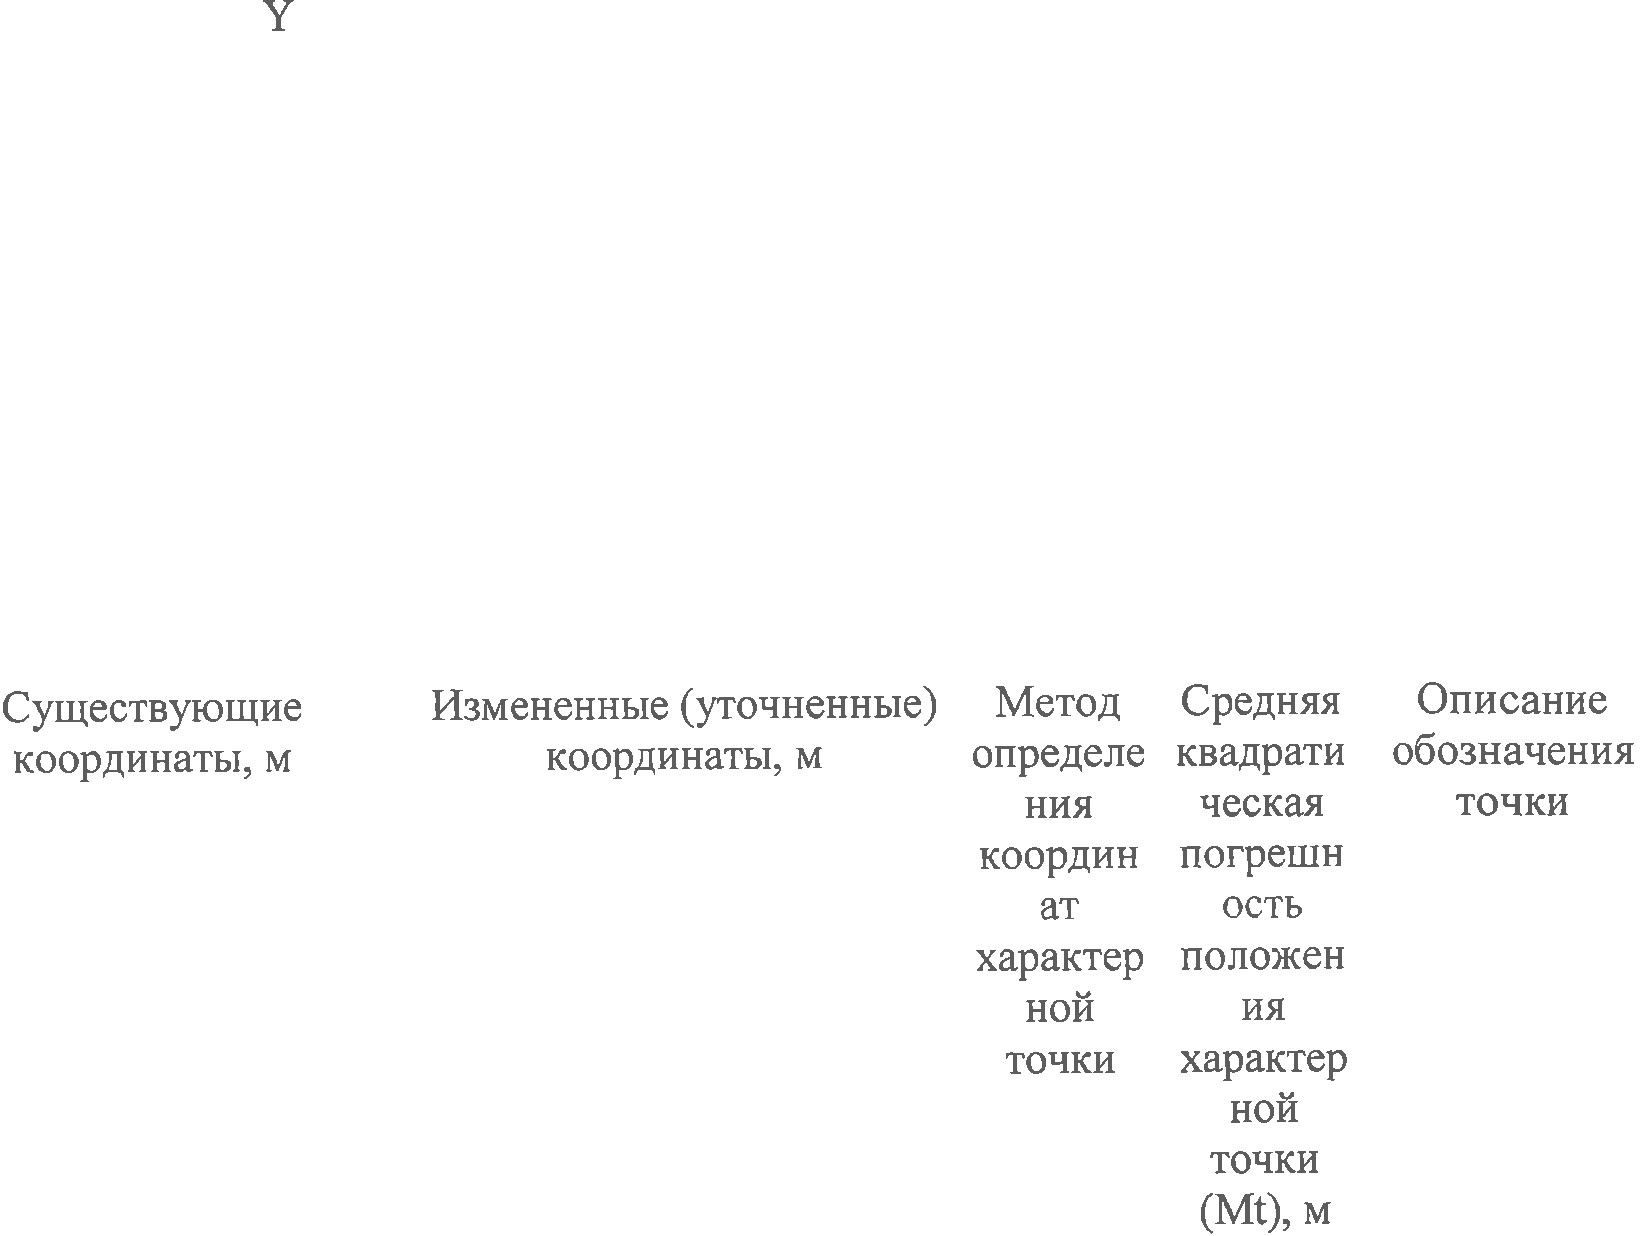 Y
Существующие
координаты, м
Измененные (уточненные)
координаты, м
Метод
определе
ния
координ
ат
характер
ной
точки
Средняя
квадрати
ческая
погрешн
ость
положен
ия
характер
ной
точки
(Mt), м
Описание
обозначения
точки